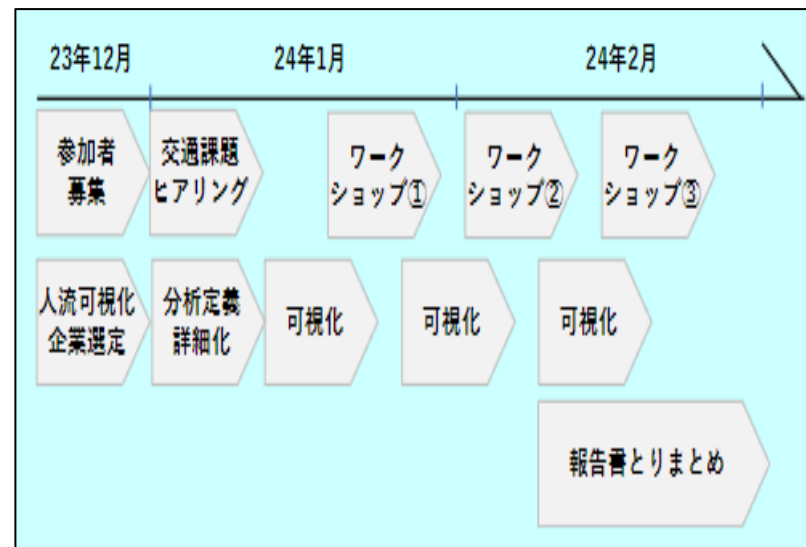 23年12月
24年1月
24年2月
参加者
募集
交通課題
ヒアリング
ワーク
ショップ①
ワーク
ショップ②
ワーク
ショップ③
人流可視化
企業選定
分析定義
詳細化
可視化
可視化
可視化
報告書とりまとめ